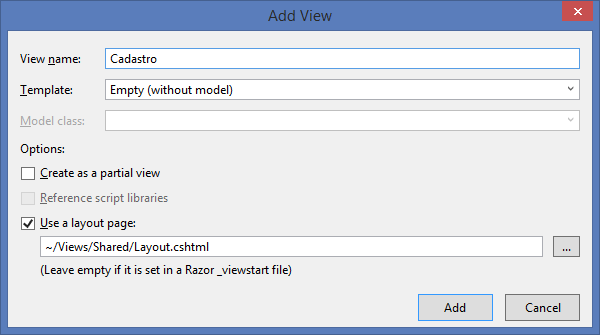 Add View
View name: Cadastro
Template: Empty (without model)
Model class:
Options:
Create as a partial view
Reference script libraries
Use a layout page:
~/Views/Shared/Layout.cshtml ...
(Leave empty if it is set in a Razor _viewstart file)
Add Cancel